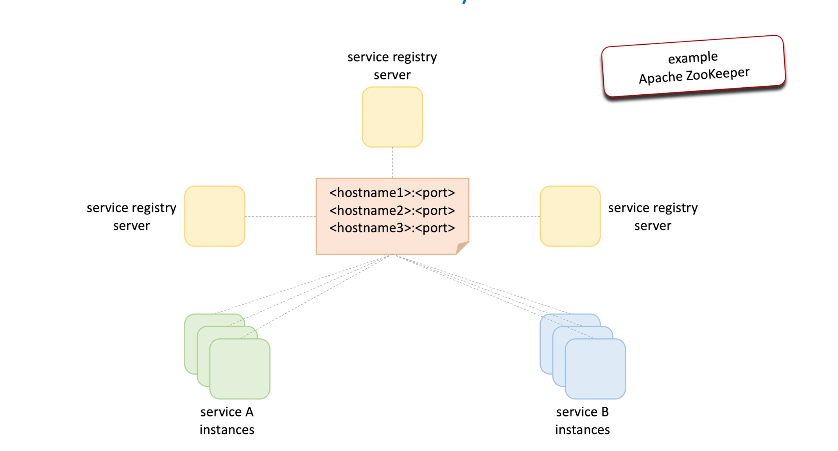 service registry
server
example
Apache ZooKeeper
<hostname1>:<port>
<hostname2>:<port>
<hostname3>:<port>
service registry
server
service registry
server
service A
instances
service B
instances